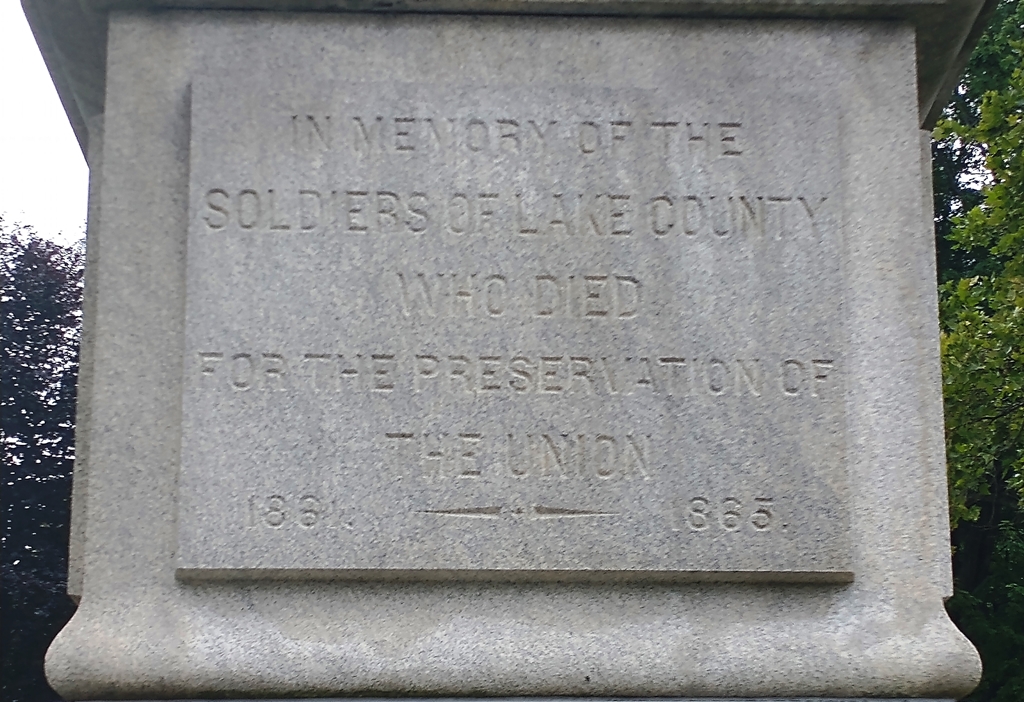 IN MEMORY OF THE
SOLDIERS OF LAKE COUNTY
WHO DIED
FOR THE PRESERVATION OF
THE UNION
1861. 1865.